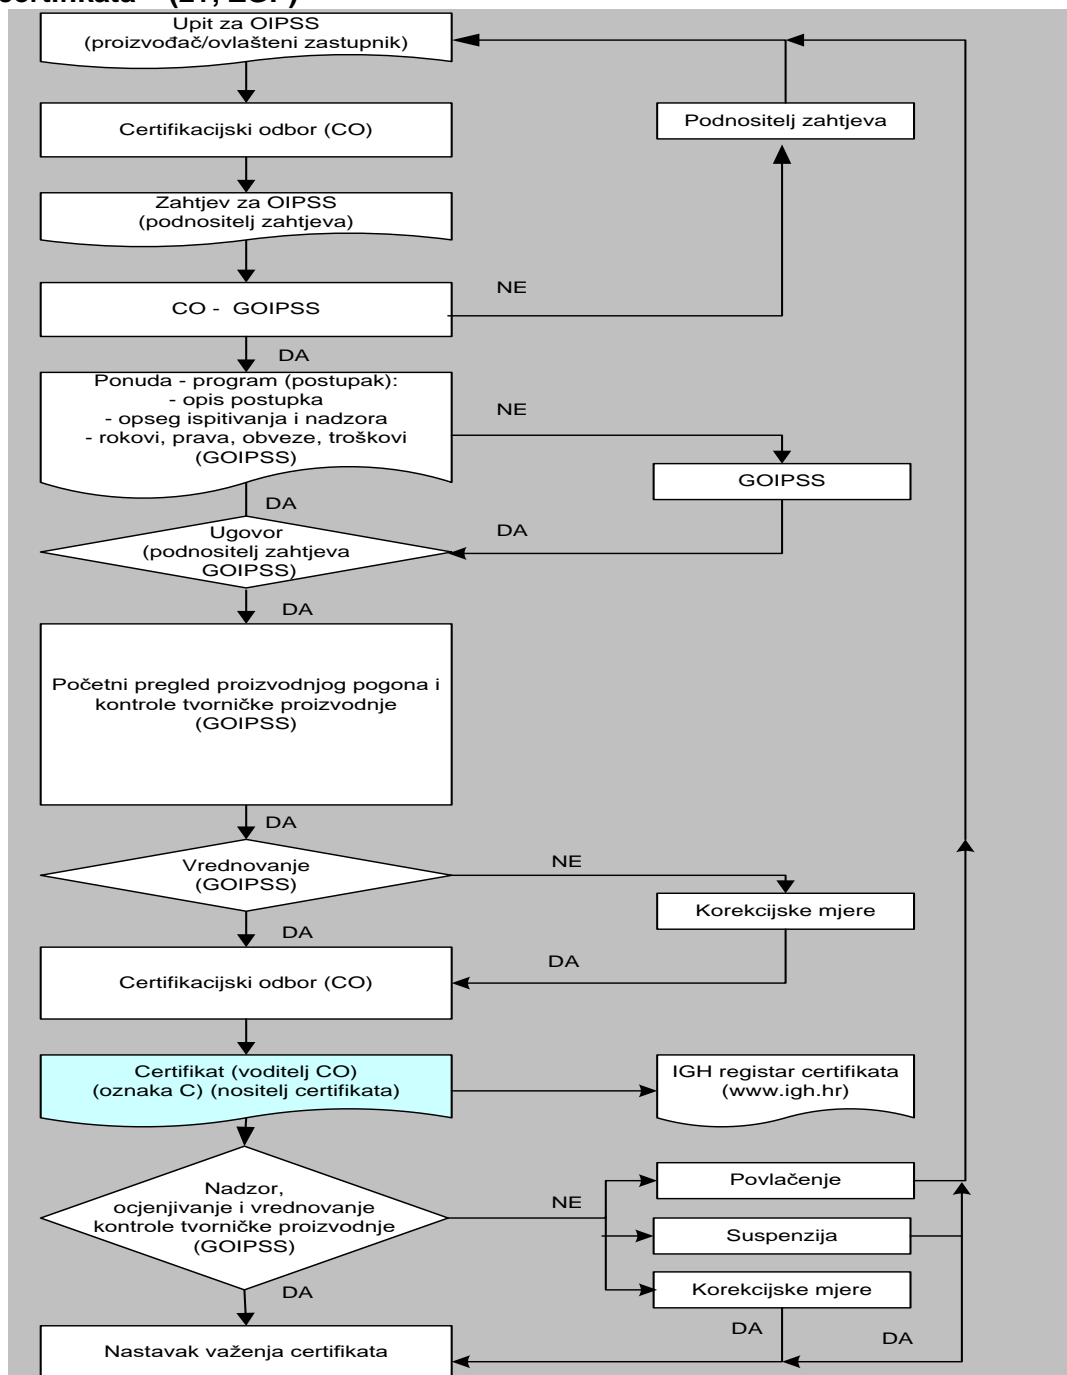 Upit za OIPSS
(proizvođač/ovlašteni zastupnik)
Certifikacijski odbor (CO)
Podnositelj zahtjeva
Zahtjev za OIPSS
(podnositelj zahtjeva)
NE
CO - GOIPSS
DA
Ponuda - program (postupak):
- opis postupka
- opseg ispitivanja i nadzora
- rokovi, prava, obveze, troškovi
(GOIPSS)
NE
GOIPSS
DA
DA
Ugovor
(podnositelj zahtjeva
GOIPSS)
DA
Početni pregled proizvodnjog pogona i
kontrole tvorničke proizvodnje
(GOIPSS)
DA
Vrednovanje
(GOIPSS)
NE
Korekcijske mjere
DA
DA
Certifikacijski odbor (CO)
Certifikat (voditelj CO)
(oznaka C) (nositelj certifikata)
IGH registar certifikata
(www.igh.hr)
Nadzor,
ocjenjivanje i vrednovanje
kontrole tvorničke proizvodnje
(GOIPSS)
NE
Povlačenje
Suspenzija
Korekcijske mjere
DA
DA
DA
Nastavak važenja certifikata